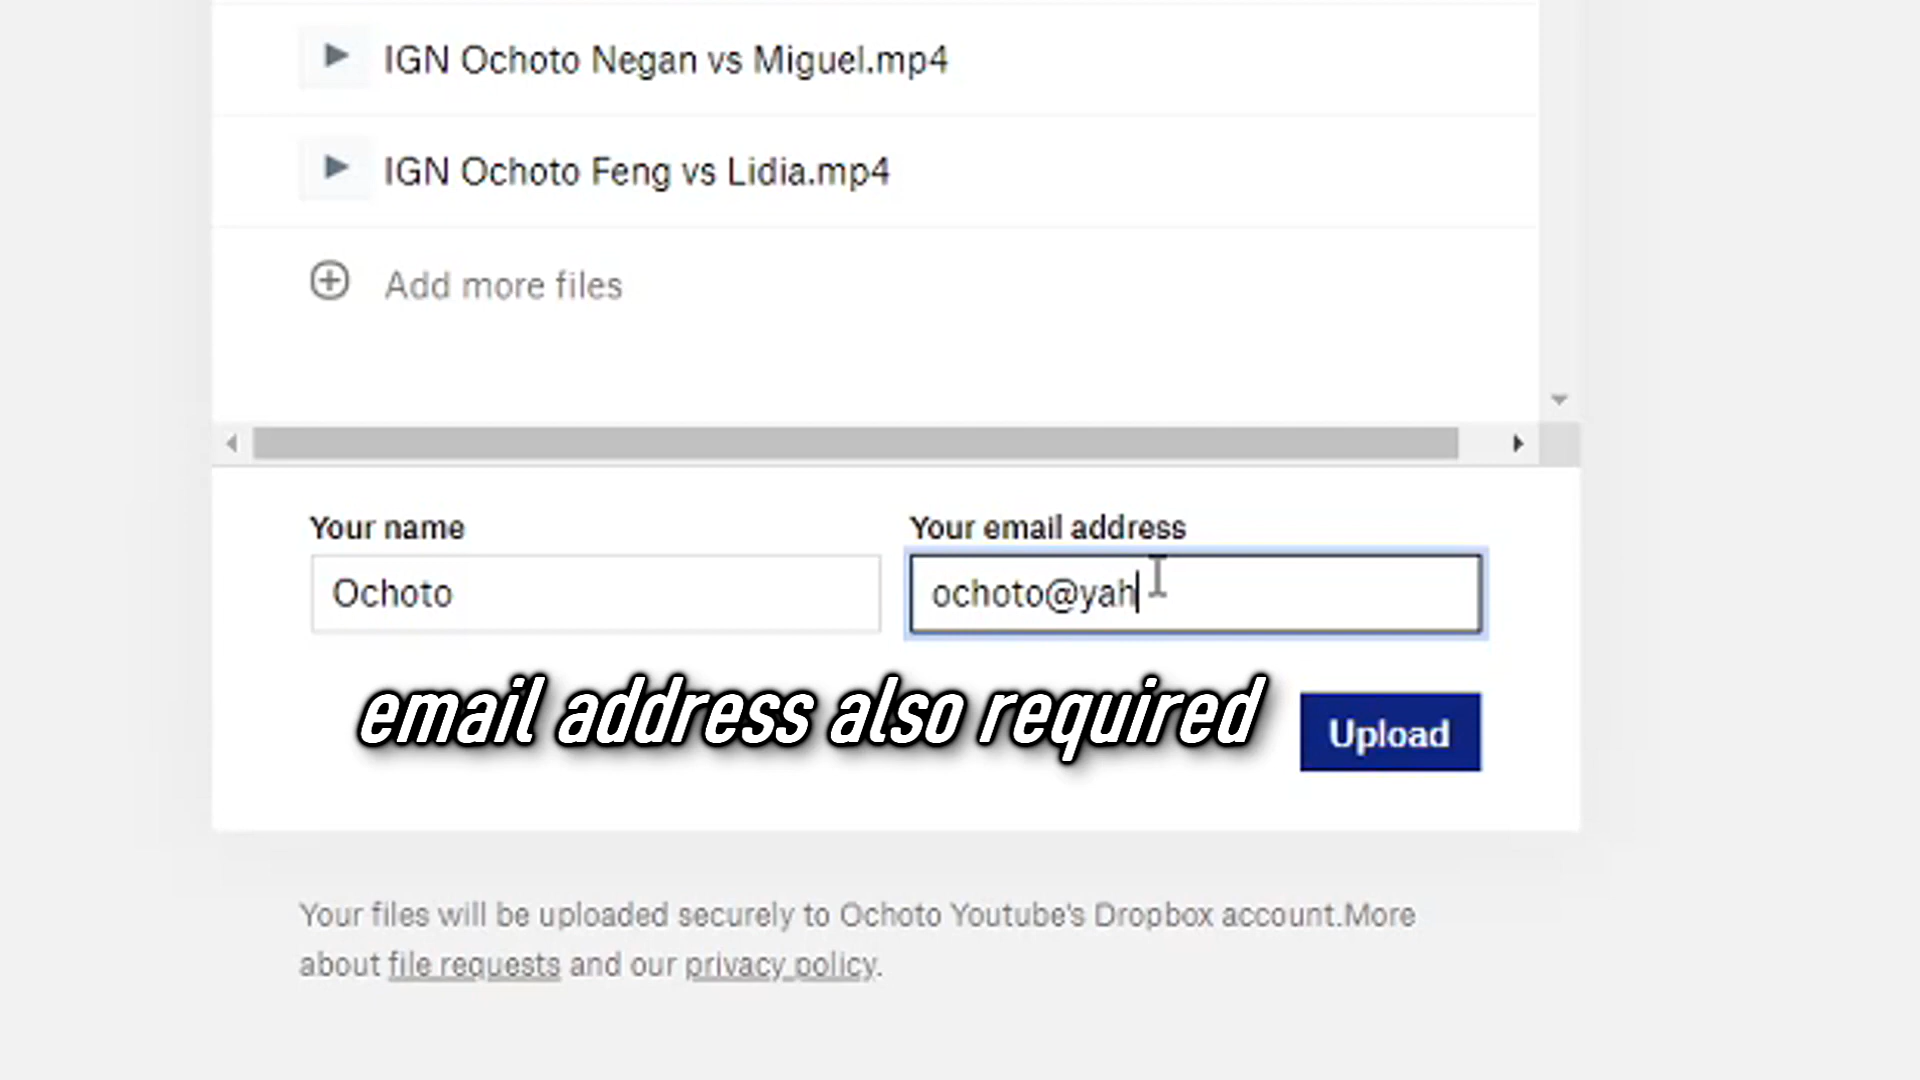 IGN Ochoto Negan vs Miguel.mp4
IGN Ochoto Feng vs Lidia.mp4
Add more files
Your name
Your email address
Ochoto
ochoto@yah
email address also required
Upload
Your files will be uploaded securely to Ochoto Youtube's Dropbox account.More
about file requests and our privacy policy.